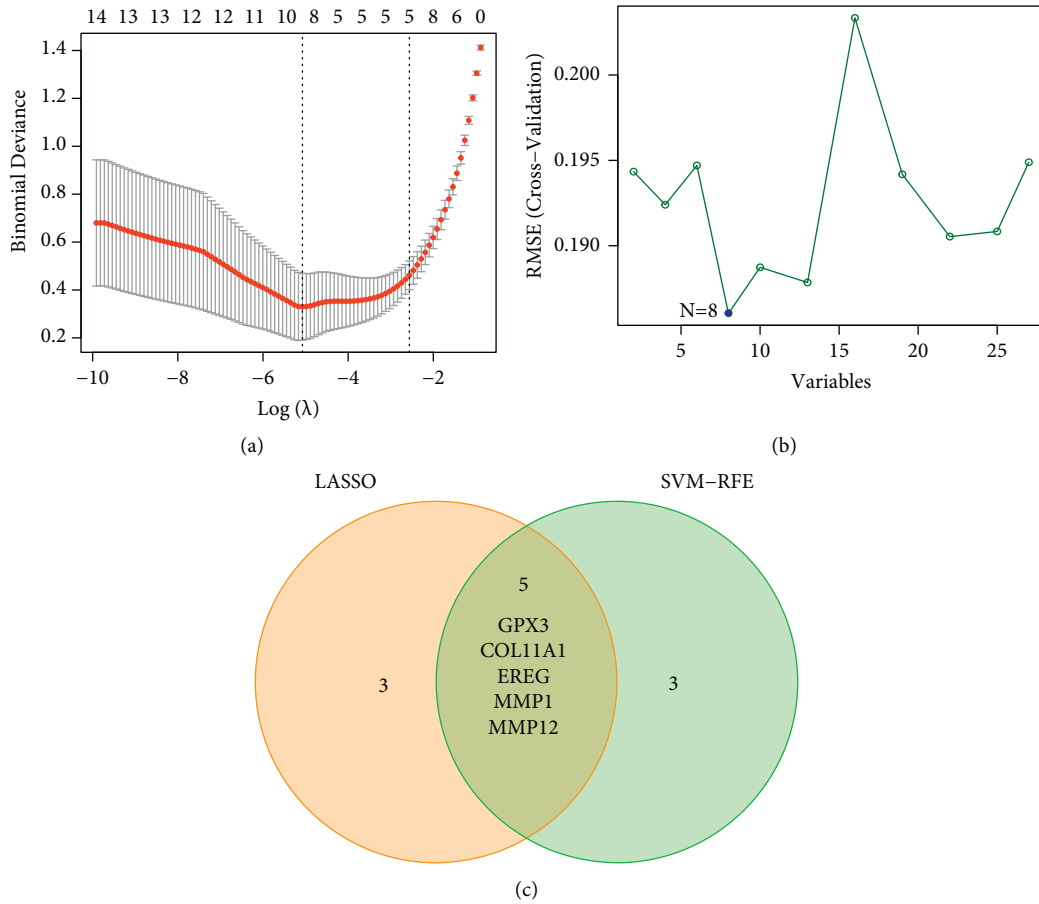 14 13 13 12 12 11 10 8 5 5 5 5 8 6 0
1.4
1.2
1.0
0.8
0.6
0.4
0.2
Binomial Deviance
−10 −8 −6 −4 −2
Log (λ)
(a)
0.200
0.195
0.190
RMSE (Cross−Validation)
N=8
5 10 15 20 25
Variables
(b)
LASSO SVM−RFE
5
GPX3
COL11A1
EREG
MMP1
MMP12
3 3
(c)